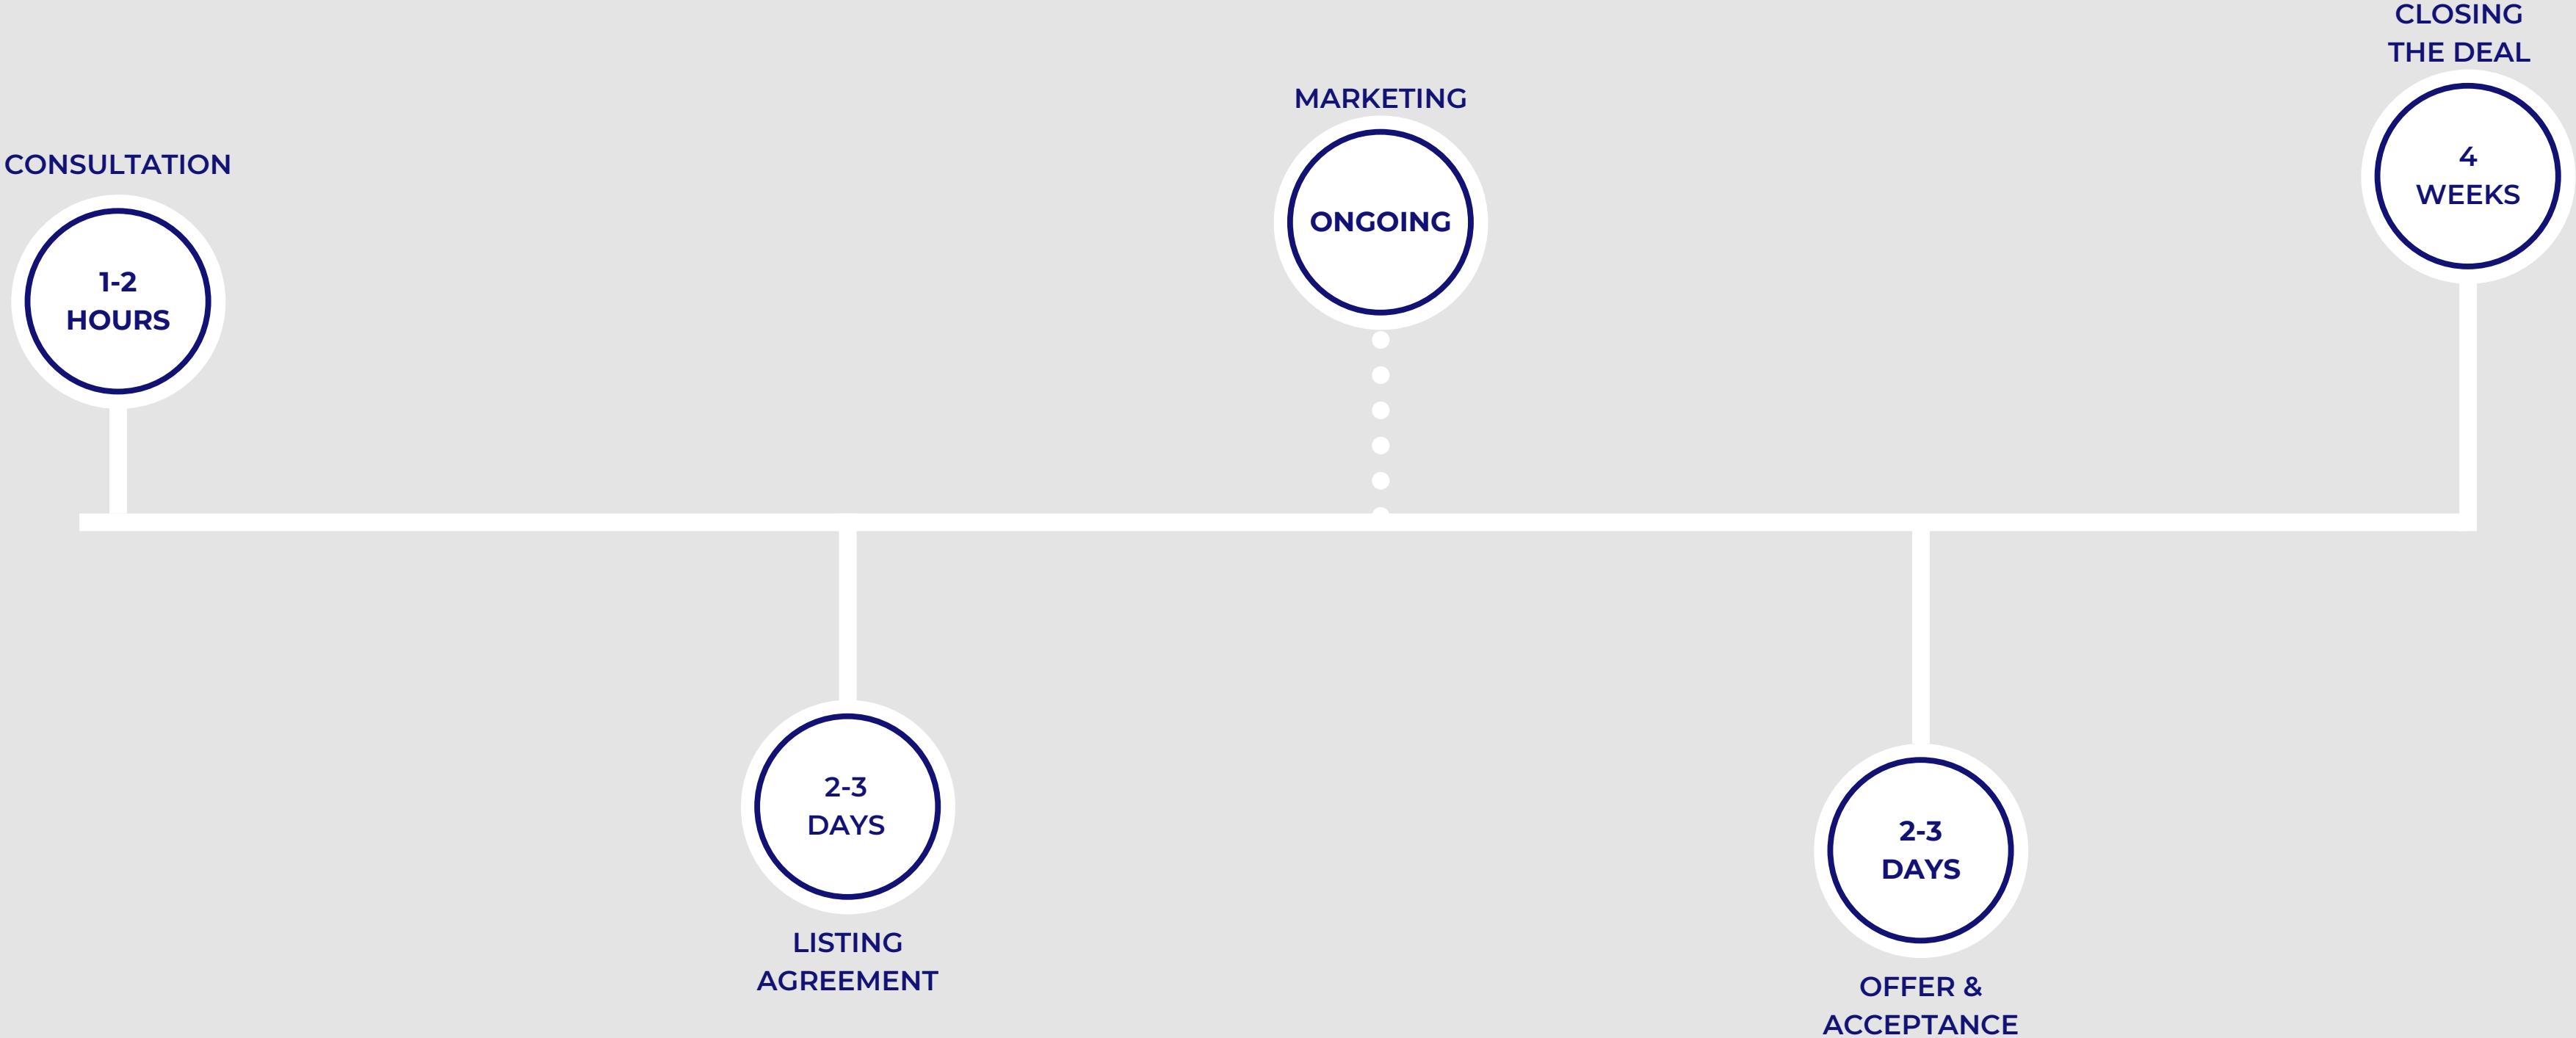 CONSULTATION
1-2
HOURS
2-3
DAYS
LISTING
AGREEMENT
MARKETING
ONGOING
2-3
DAYS
OFFER &
ACCEPTANCE
CLOSING
THE DEAL
4
WEEKS